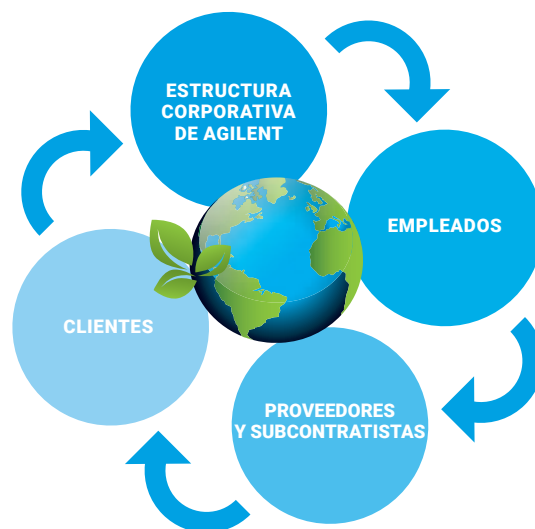 ESTRUCTURA
CORPORATIVA
DE AGILENT
EMPLEADOS
PROVEEDORES
Y SUBCONTRATISTAS
CLIENTES